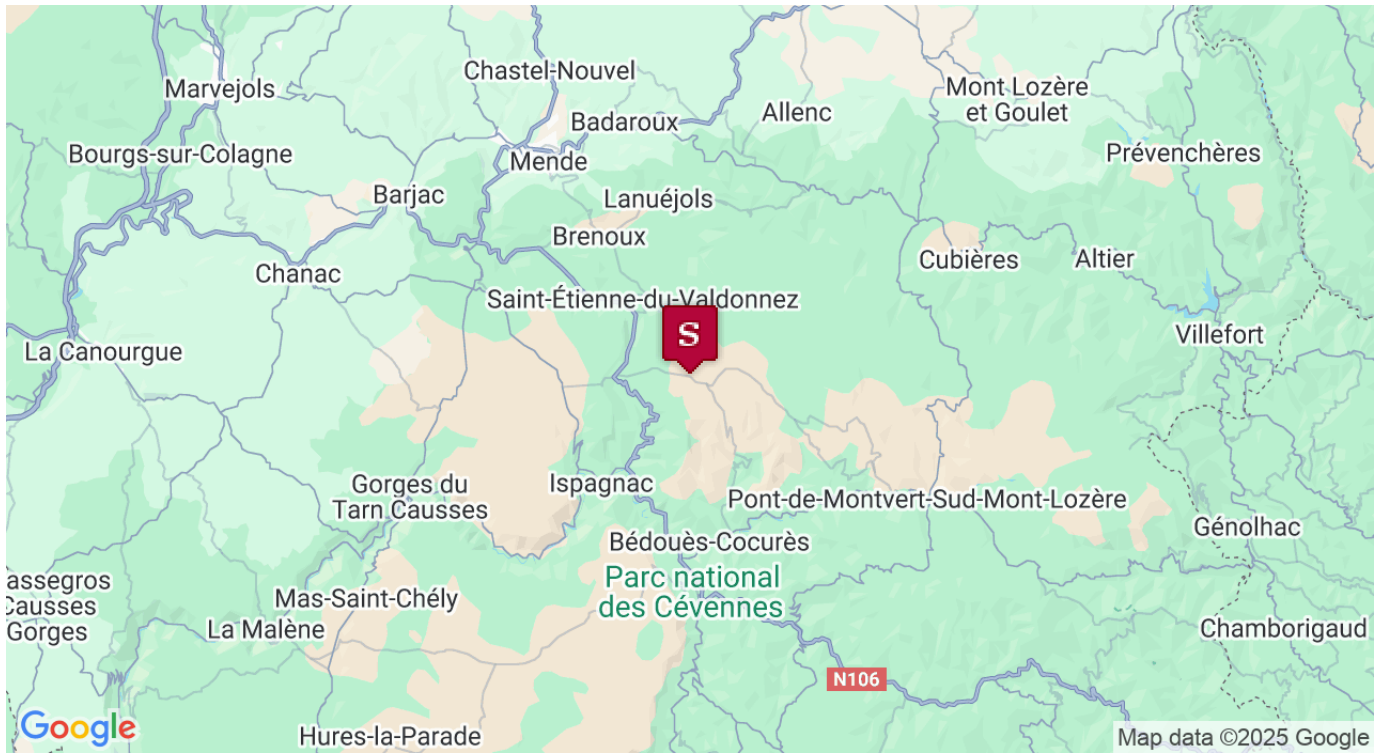 Chastel-Nouvel
Marvejols
Mont Lozère
et Goulet
Allenc
Badaroux
Bourgs-sur-Colagne
Mende
Prévenchères
Barjac
Lanuéjols
Brenoux
Chanac
Cubières
Altier
Saint-Étienne-du-Valdonnez
S
Villefort
La Canourgue
Gorges du
Tarn Causses
Ispagnac
Pont-de-Montvert-Sud-Mont-Lozère
Génolhac
Bédouès-Cocurès
assegros
Causses
Gorges
Parc national
des Cévennes
Mas-Saint-Chély
La Malène
Chamborigaud
N106
Google
Hures-la-Parade
Map data ©2025 Google